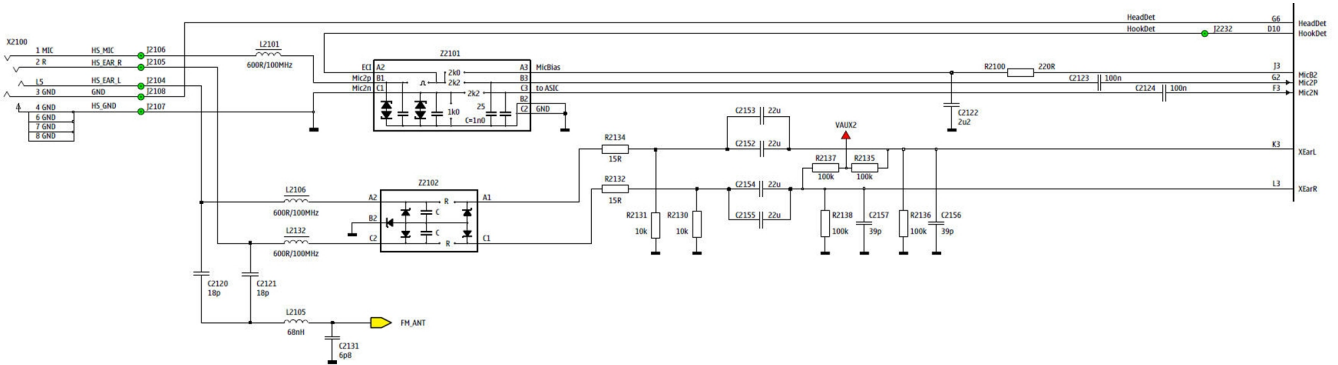 HeadDet G6 HeadDet
HookDet J2232 D10 HookDet
X2100
1 MIC HS_MIC J2106 L2101 600R/100MHz
2 R HS_EAR_R J2105
L5 HS_EAR_L J2104
3 GND GND J2108
4 GND HS_GND J2107
6 GND
7 GND
8 GND
Z2101
ECI A2 2k0 A3 MicBias
Mic2p B1 2k2 B3
Mic2n C1 2k2 C3 to ASIC
B2
1k0 25 C2 GND
C=1n0
R2100 220R J3 MicB2
C2123 100n G2 Mic2P
C2124 100n F3 Mic2N
C2122
2u2
R2134
15R
C2153 22u
C2152 22u
VAUX2
R2137 R2135
100k 100k
K3 XEarL
R2132
15R
C2154 22u
C2155 22u
L3 XEarR
R2131
10k
R2130
10k
R2138
100k
C2157
39p
R2136
100k
C2156
39p
L2106
600R/100MHz
Z2102
A2 R A1
C
B2
C
C2 R C1
L2132
600R/100MHz
C2120
18p
C2121
18p
L2105
68nH
FM_ANT
C2131
6p8